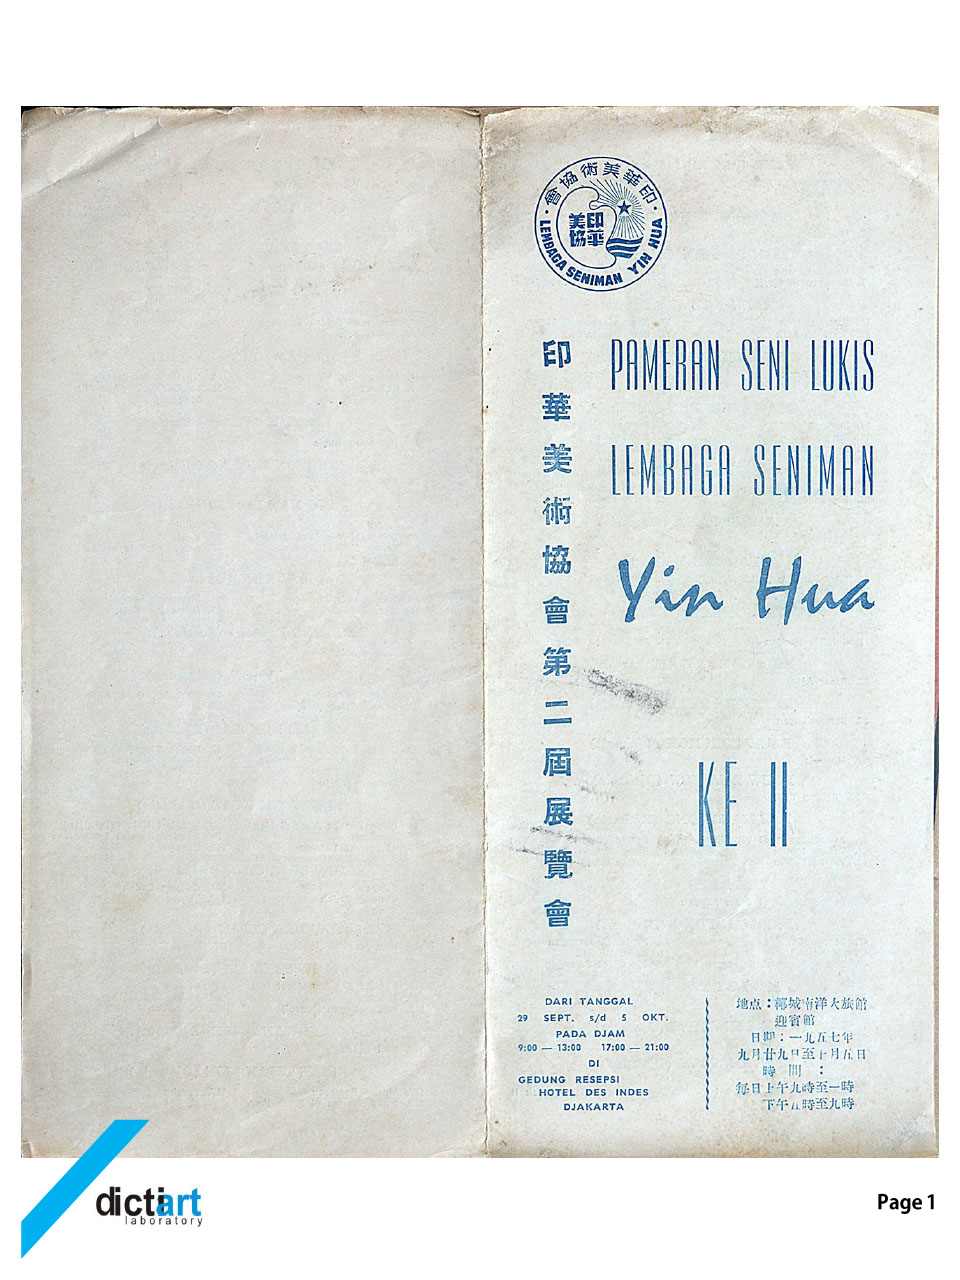 會協術美華印
美印
協華
LEMBAGA SENIMAN YIN HUA
印華美術協會第二屆展覽會
PAMERAN SENI LUKIS
LEMBAGA SENIMAN
Yin Hua
KE II
DARI TANGGAL
29 SEPT. s/d 5 OKT.
PADA DJAM
9:00 — 13:00 17:00 — 21:00
DI
GEDUNG RESEPSI
HOTEL DES INDES
DJAKARTA
地点：椰城南洋大旅館
迎賓館
日期：一九五七年
九月廿九日至十月五日
時間：
每日上午九時至一時
下午五時至九時
dictiart
laboratory
Page 1